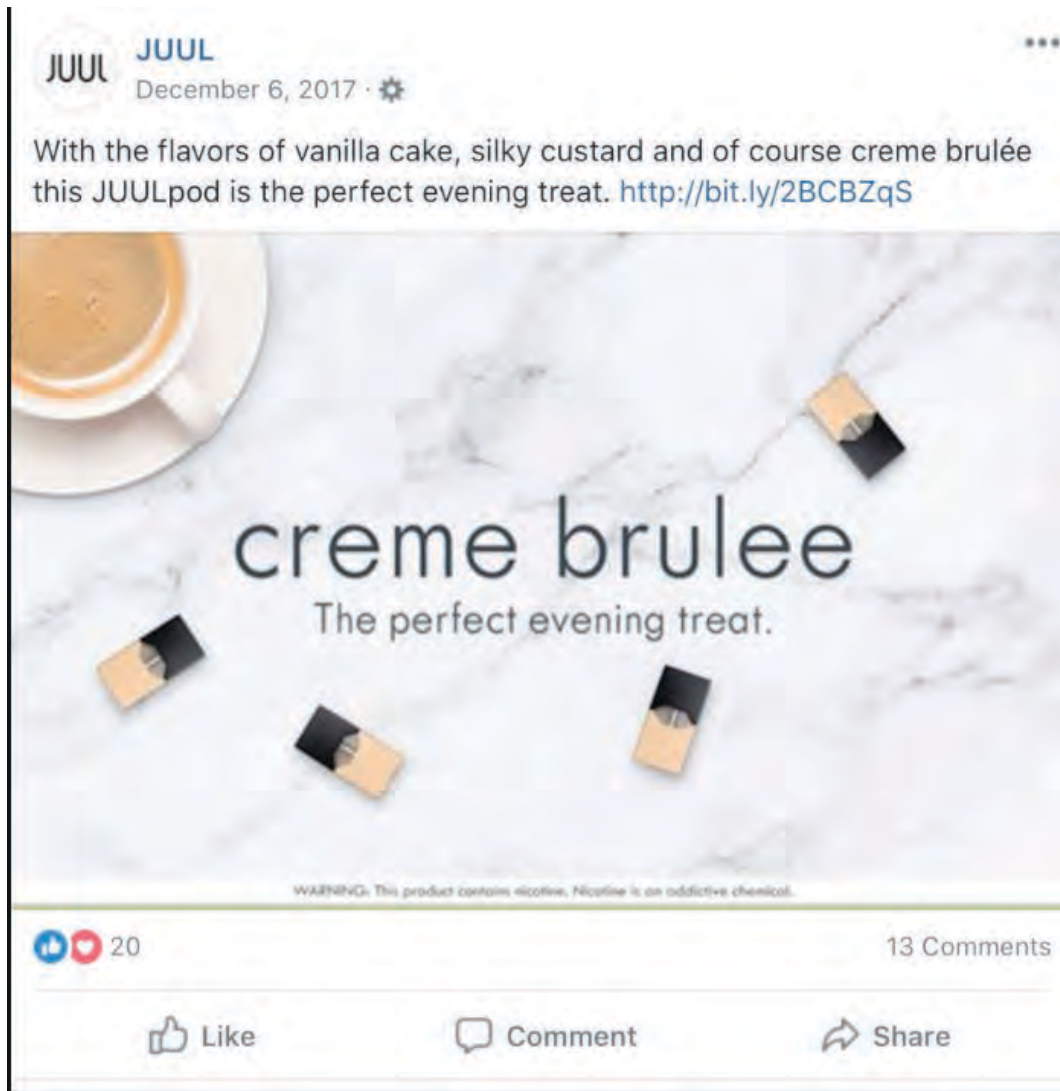 JUUL
JUUL
December 6, 2017 ·
With the flavors of vanilla cake, silky custard and of course creme brulée
this JUULpod is the perfect evening treat. http://bit.ly/2BCBZqS
creme brulee
The perfect evening treat.
WARNING: This product contains nicotine. Nicotine is an addictive chemical.
20
13 Comments
Like
Comment
Share